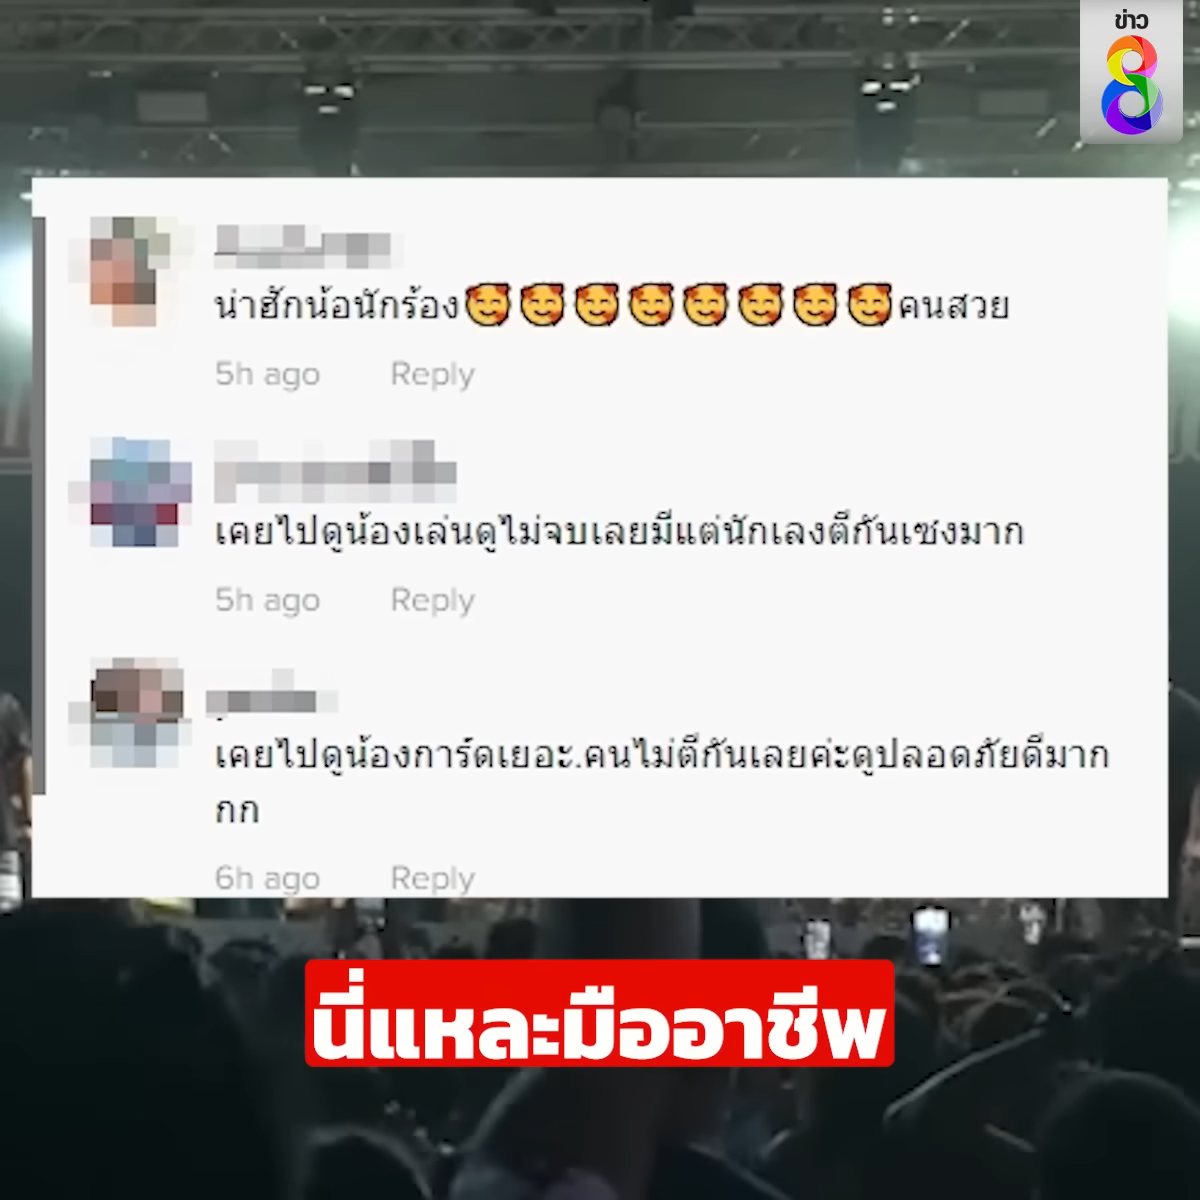 ข่าว
8
น่าฮักน้อนักร้อง🥰🥰🥰🥰🥰🥰🥰🥰คนสวย
5h ago Reply
เคยไปดูน้องเล่นดูไม่จบเลยมีแต่นักเลงตีกันเซงมาก
5h ago Reply
เคยไปดูน้องการ์ดเยอะ.คนไม่ตีกันเลยค่ะดูปลอดภัยดีมาก
กก
6h ago Reply
นี่แหละมืออาชีพ